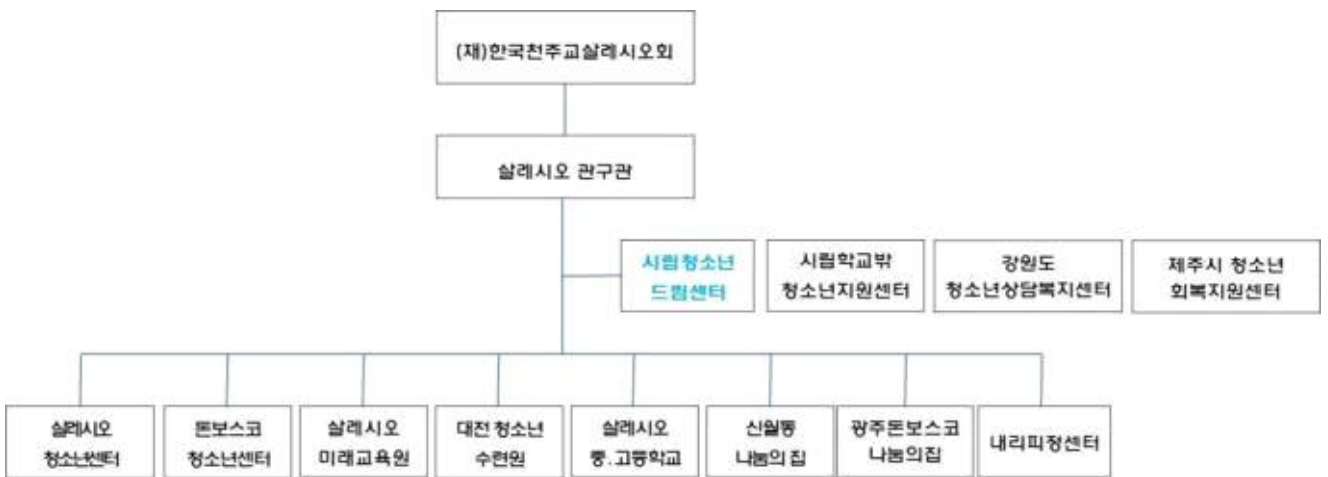 (재)한국천주교살레시오회
살레시오 관구관
시립청소년
드림센터
시립학교밖
청소년지원센터
강원도
청소년상담복지센터
제주시 청소년
회복지원센터
살레시오
청소년센터
돈보스코
청소년센터
살레시오
미래교육원
대전 청소년
수련원
살레시오
중.고등학교
신월동
나눔의 집
광주돈보스코
나눔의집
내리피정센터